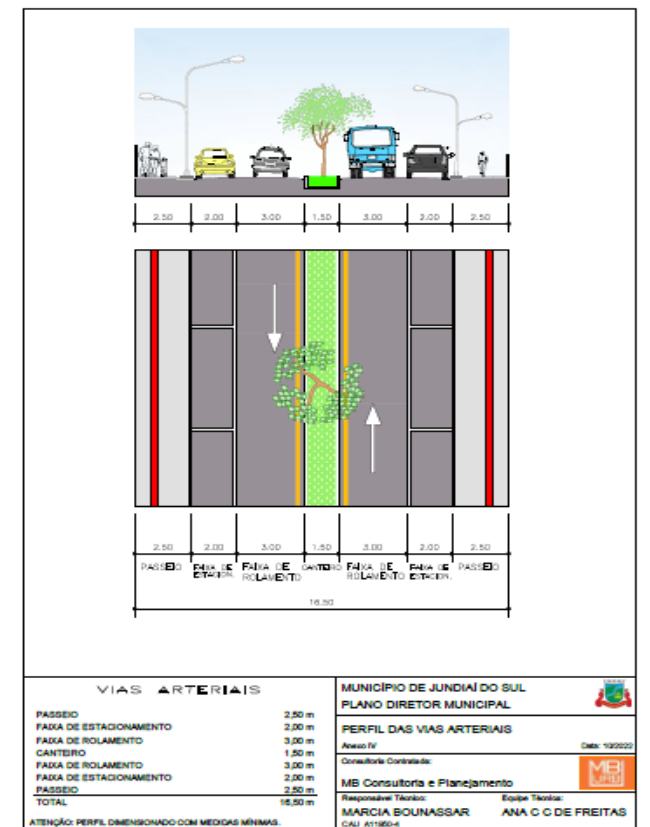 2.50 2.00 3.00 1.50 3.00 2.00 2.50
2.50 2.00 3.00 1.50 3.00 2.00 2.50
PASSEIO FAIXA DE ESTACION. FAIXA DE ROLAMENTO CANTEIRO FAIXA DE ROLAMENTO FAIXA DE ESTACION. PASSEIO
16.50
VIAS ARTERIAIS
PASSEIO 2,50 m
FAIXA DE ESTACIONAMENTO 2,00 m
FAIXA DE ROLAMENTO 3,00 m
CANTEIRO 1,50 m
FAIXA DE ROLAMENTO 3,00 m
FAIXA DE ESTACIONAMENTO 2,00 m
PASSEIO 2,50 m
TOTAL 16,50 m
ATENÇÃO: PERFIL DIMENSIONADO COM MEDIDAS MÍNIMAS.
MUNICÍPIO DE JUNDIAÍ DO SUL
PLANO DIRETOR MUNICIPAL
PERFIL DAS VIAS ARTERIAIS
Anexo IV Data: 10/2022
Consultoria Contratada:
MB Consultoria e Planejamento
MB
URB
Responsável Técnico: Equipe Técnica:
MARCIA BOUNASSAR ANA C C DE FREITAS
CAU A11850-4